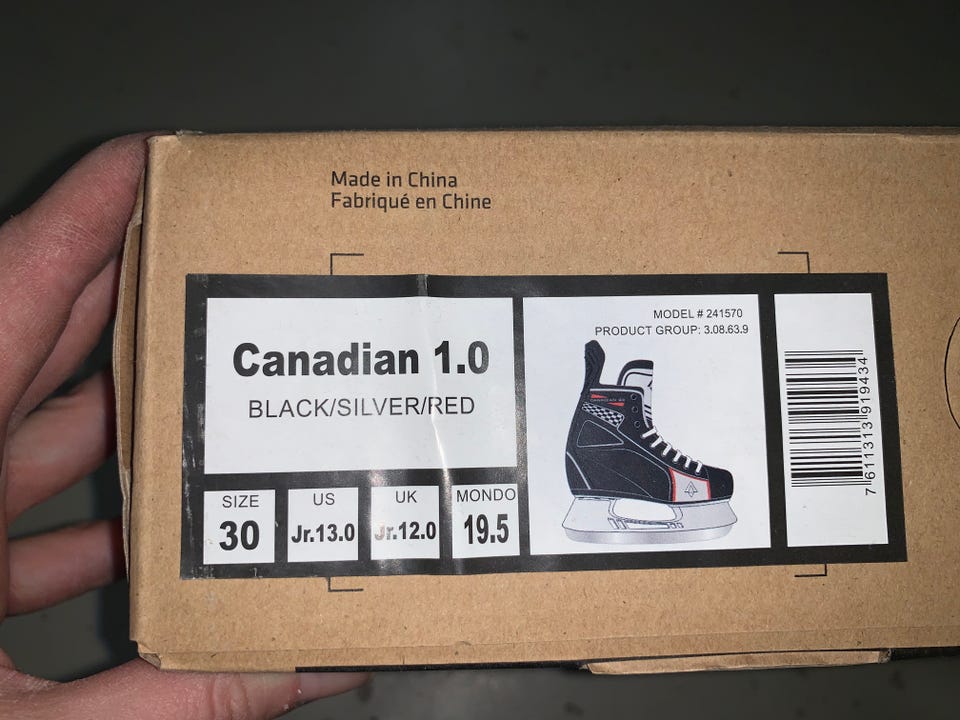 Made in China
Fabriqué en Chine
Canadian 1.0
BLACK/SILVER/RED
SIZE
30
US
Jr.13.0
UK
Jr.12.0
MONDO
19.5
MODEL # 241570
PRODUCT GROUP: 3.08.63.9
7 611313 919434